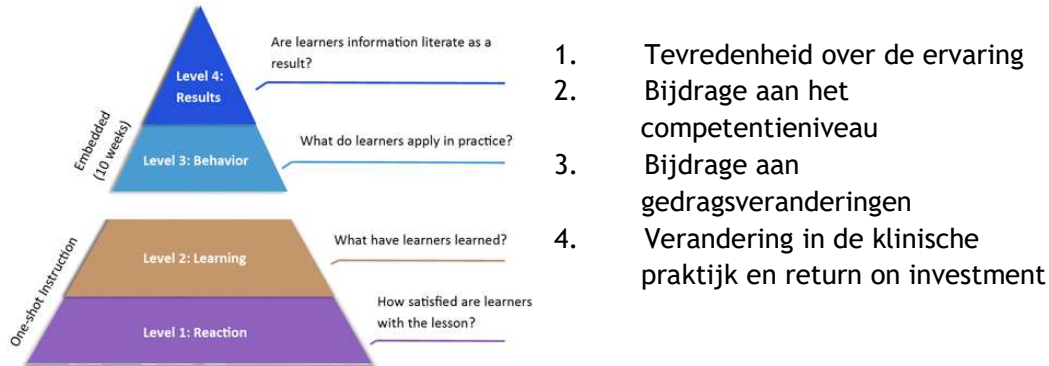 Are learners information literate as a
result?
Level 4:
Results
Embedded
(10 weeks)
What do learners apply in practice?
Level 3: Behavior
What have learners learned?
Level 2: Learning
One-shot Instruction
How satisfied are learners
with the lesson?
Level 1: Reaction
1. Tevredenheid over de ervaring
2. Bijdrage aan het
competentieniveau
3. Bijdrage aan
gedragsveranderingen
4. Verandering in de klinische
praktijk en return on investment